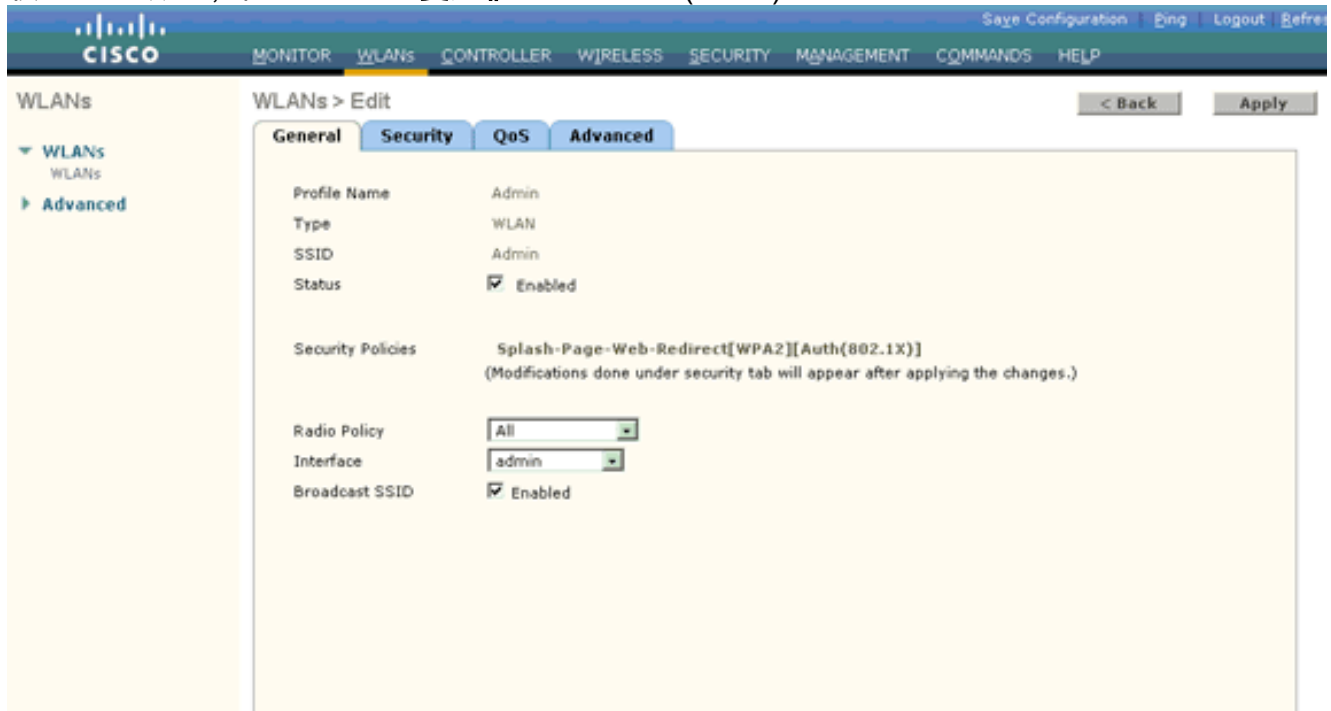 Save Configuration Ping Logout Refres
CISCO MONITOR WLANs CONTROLLER WIRELESS SECURITY MANAGEMENT COMMANDS HELP
WLANs
WLANs
WLANs
Advanced
WLANs > Edit
< Back Apply
General Security QoS Advanced
Profile Name Admin
Type WLAN
SSID Admin
Status Enabled
Security Policies Splash-Page-Web-Redirect[WPA2][Auth(802.1X)]
(Modifications done under security tab will appear after applying the changes.)
Radio Policy All
Interface admin
Broadcast SSID Enabled